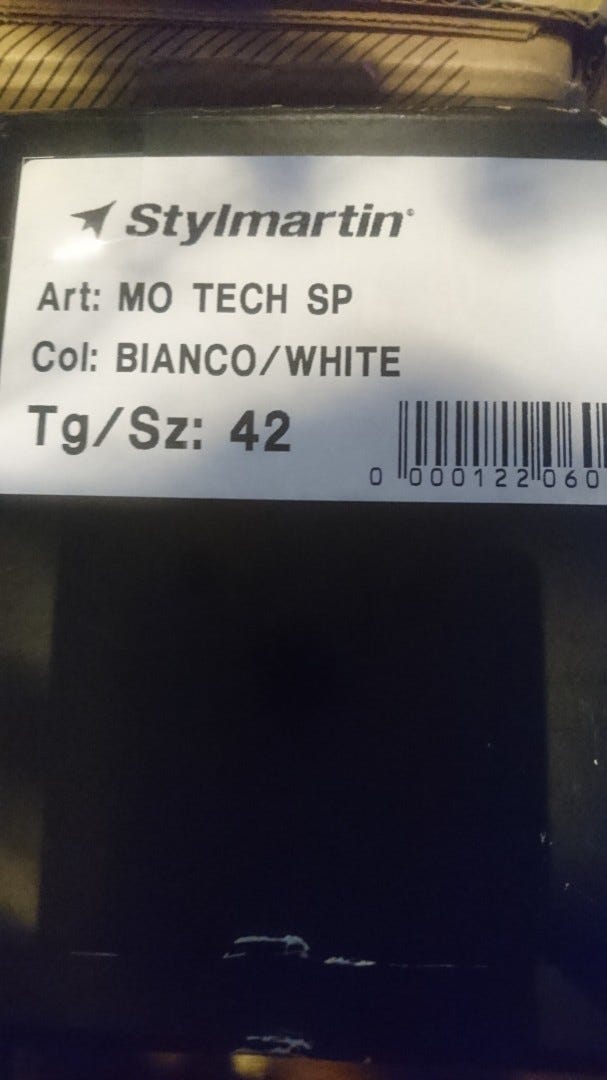 Stylmartin®
Art: MO TECH SP
Col: BIANCO/WHITE
Tg/Sz: 42
0 000122 060